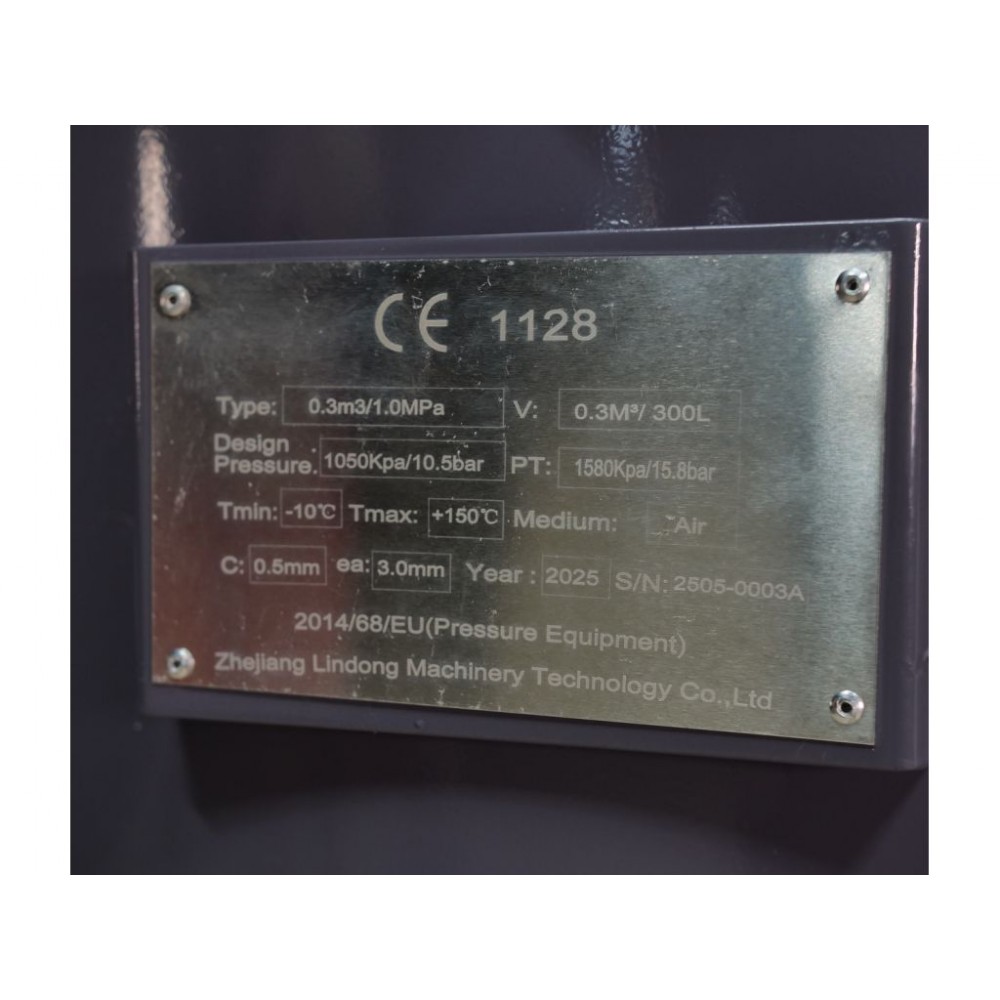 CE 1128
Type: 0.3m3/1.0MPa V: 0.3M³/ 300L
Design
Pressure. 1050Kpa/10.5bar PT: 1580Kpa/15.8bar
Tmin: -10℃ Tmax: +150℃ Medium: Air
C: 0.5mm ea: 3.0mm Year : 2025 S/N: 2505-0003A
2014/68/EU(Pressure Equipment)
Zhejiang Lindong Machinery Technology Co.,Ltd